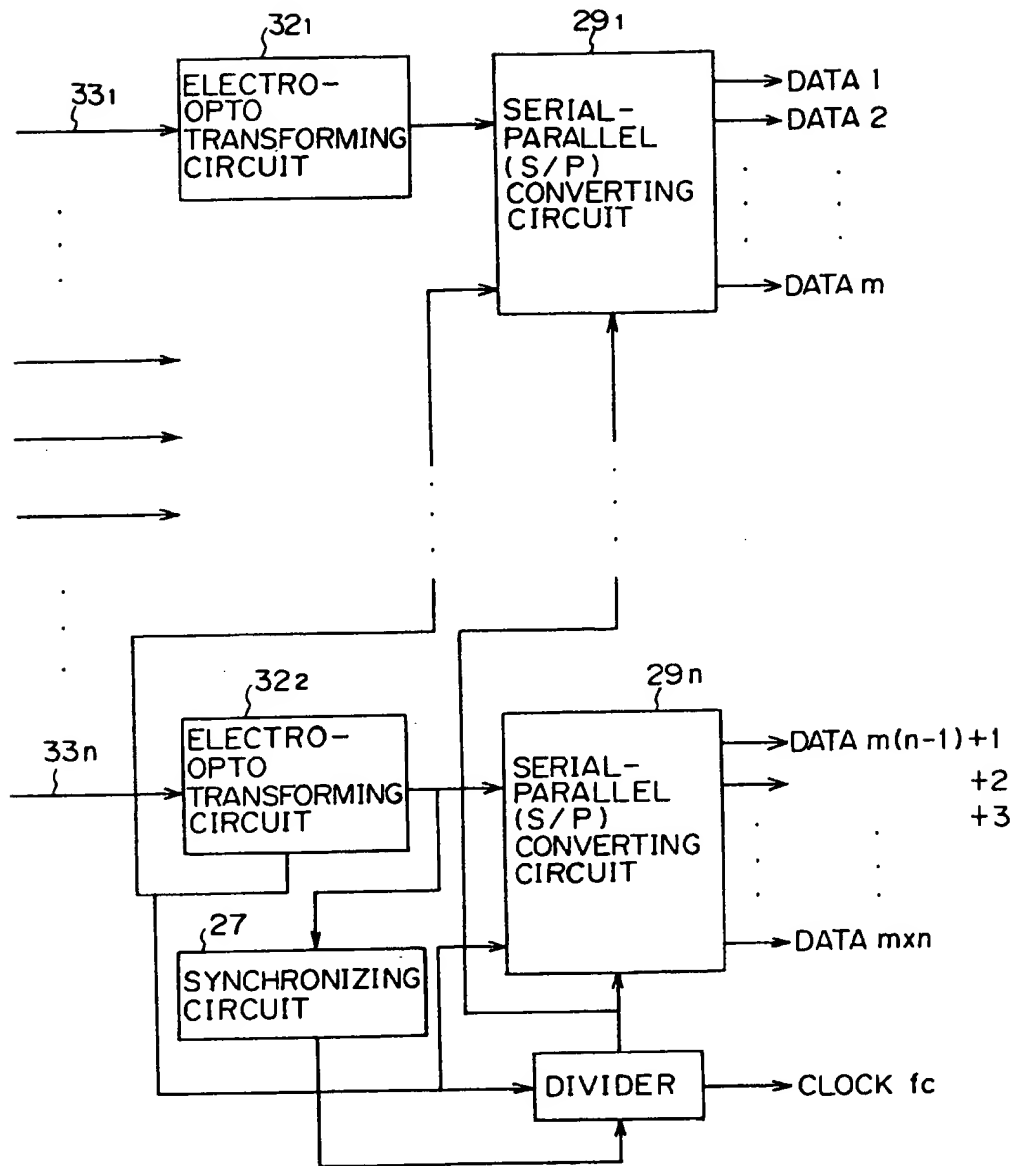 32₁
29₁
33₁
ELECTRO-
OPTO
TRANSFORMING
CIRCUIT
SERIAL-
PARALLEL
(S/P)
CONVERTING
CIRCUIT
DATA 1
DATA 2
DATA m
32₂
29n
33n
ELECTRO-
OPTO
TRANSFORMING
CIRCUIT
SERIAL-
PARALLEL
(S/P)
CONVERTING
CIRCUIT
DATA m(n-1)+1
+2
+3
DATA mxn
27
SYNCHRONIZING
CIRCUIT
DIVIDER
CLOCK fc